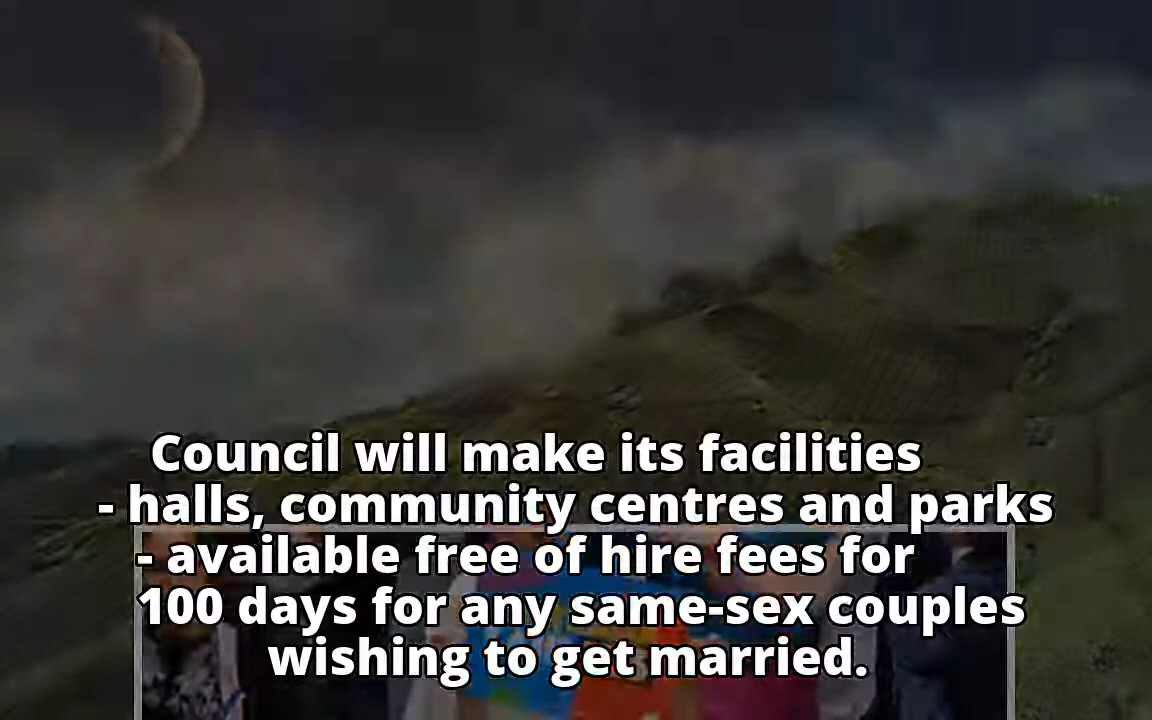 Council will make its facilities
- halls, community centres and parks
- available free of hire fees for
100 days for any same-sex couples
wishing to get married.